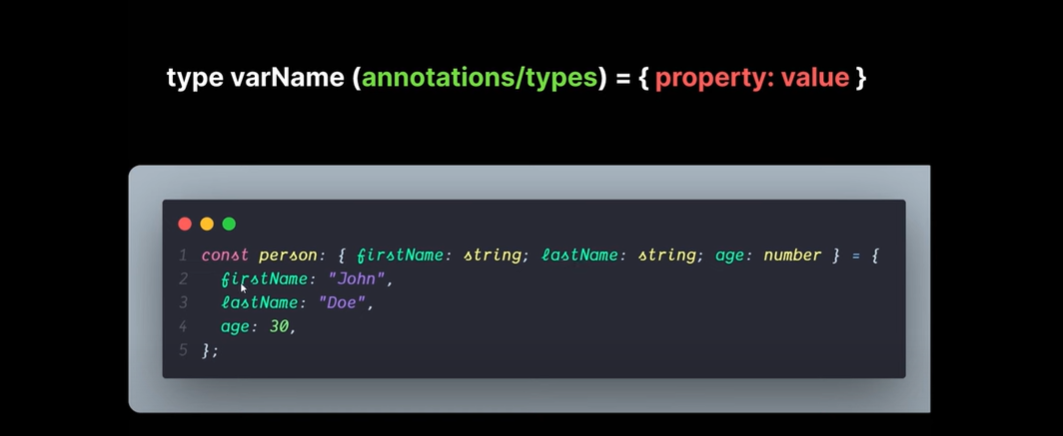 type varName (annotations/types) = { property: value }
1 const person: { firstName: string; lastName: string; age: number } = {
2 firstName: "John",
3 lastName: "Doe",
4 age: 30,
5 };